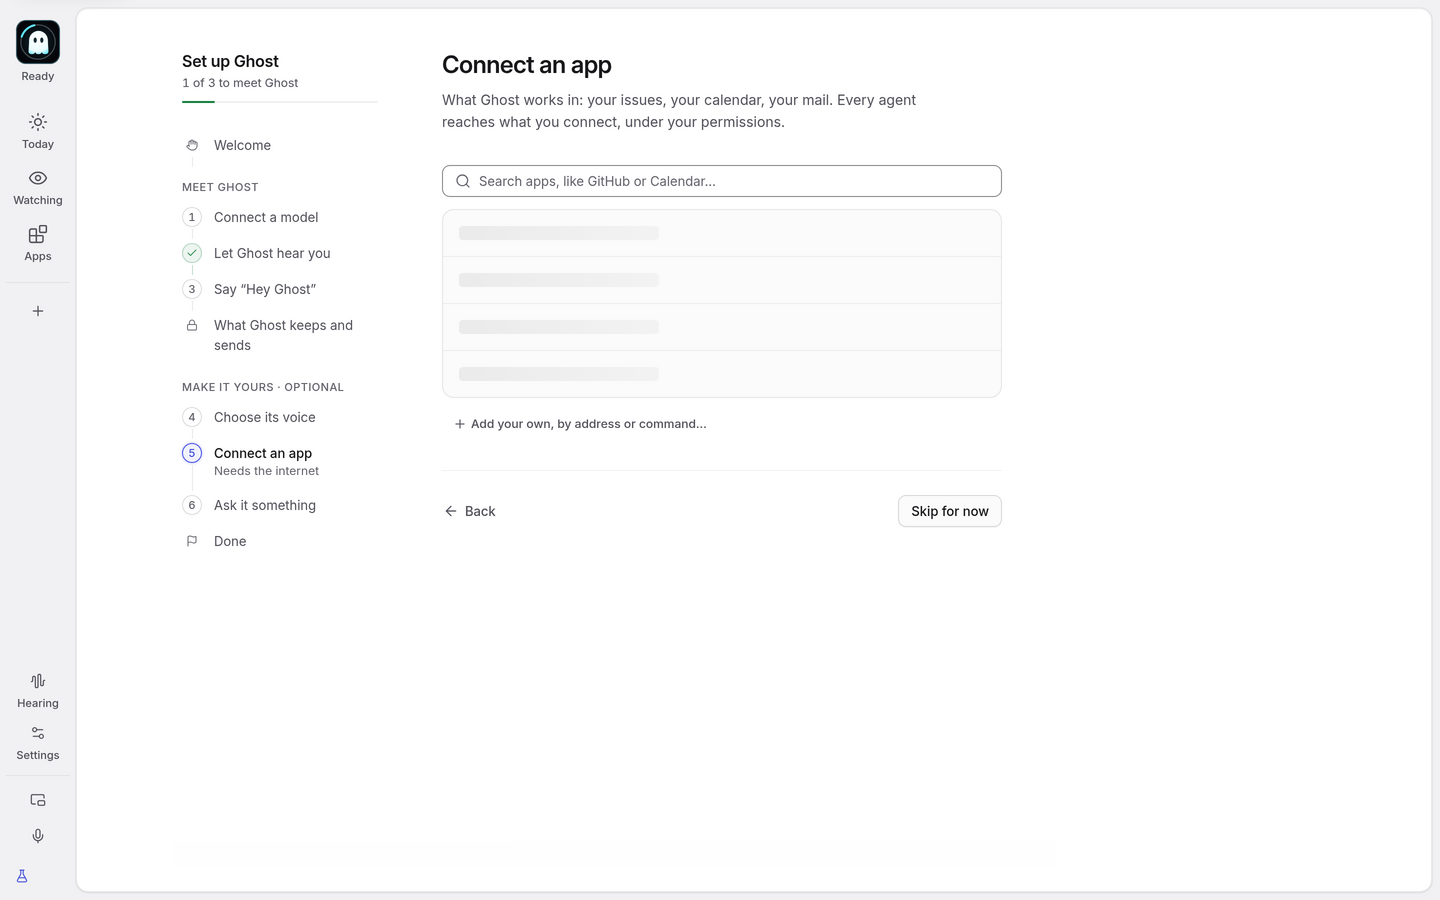 Ready
Today
Watching
Apps
Hearing
Settings
Set up Ghost
1 of 3 to meet Ghost
Welcome
MEET GHOST
1 Connect a model
Let Ghost hear you
3 Say “Hey Ghost”
What Ghost keeps and
sends
MAKE IT YOURS · OPTIONAL
4 Choose its voice
5 Connect an app
Needs the internet
6 Ask it something
Done
Connect an app
What Ghost works in: your issues, your calendar, your mail. Every agent
reaches what you connect, under your permissions.
Search apps, like GitHub or Calendar...
Add your own, by address or command...
Back
Skip for now